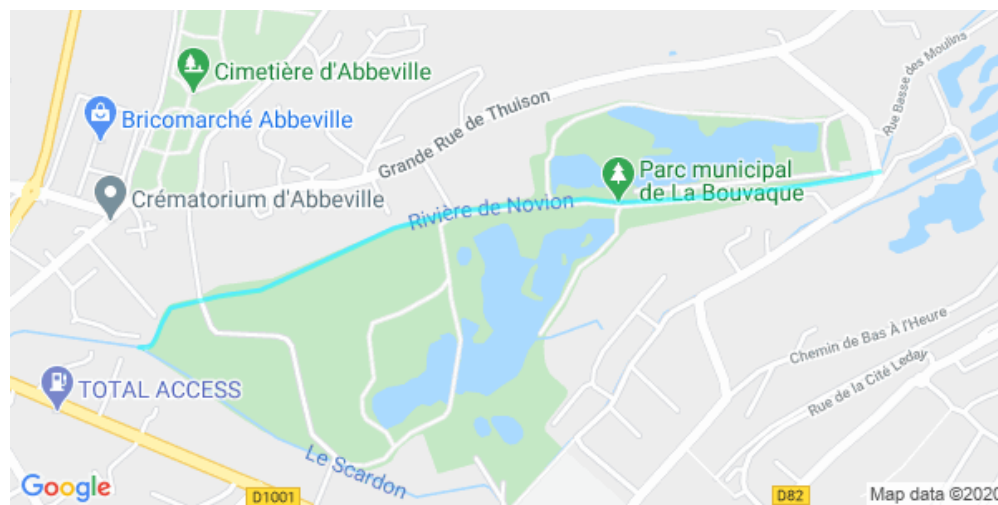 Rue Basse des Moulins
Cimetière d'Abbeville
Bricomarché Abbeville
Grande Rue de Thuison
Parc municipal
de La Bouvaque
Crématorium d'Abbeville
Rivière de Novion
Chemin de Bas À l'Heure
Rue de la Cité Leday
TOTAL ACCESS
Le Scardon
Google
D1001
D82
Map data ©2020